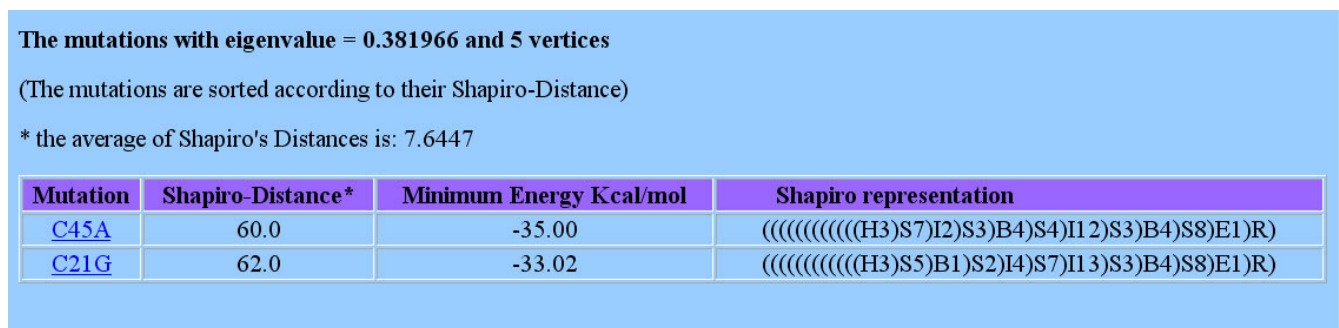 The mutations with eigenvalue = 0.381966 and 5 vertices
(The mutations are sorted according to their Shapiro-Distance)
* the average of Shapiro's Distances is: 7.6447
Mutation Shapiro-Distance* Minimum Energy Kcal/mol Shapiro representation
C45A 60.0 -35.00 ((((((((((((H3)S7)I2)S3)B4)S4)I12)S3)B4)S8)E1)R)
C21G 62.0 -33.02 ((((((((((((H3)S5)B1)S2)I4)S7)I13)S3)B4)S8)E1)R)